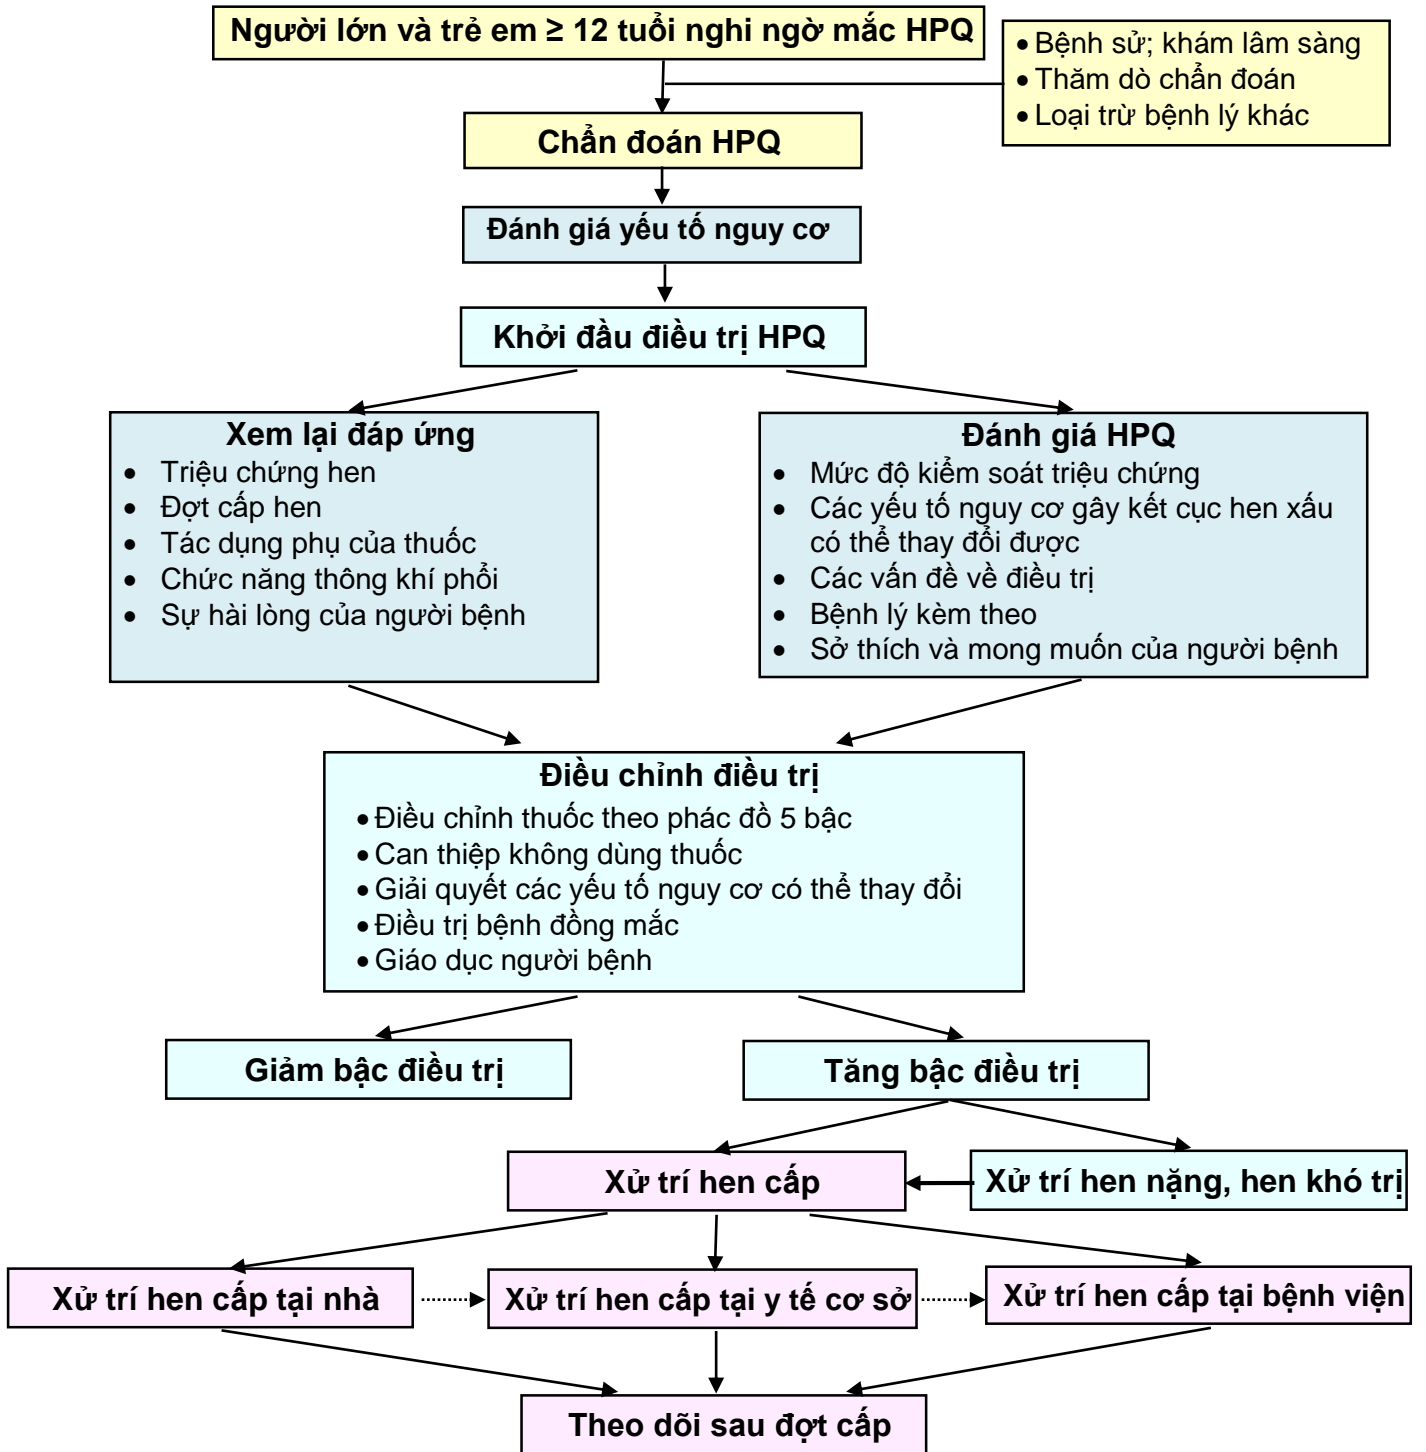 Người lớn và trẻ em ≥ 12 tuổi nghi ngờ mắc HPQ
• Bệnh sử; khám lâm sàng
• Thăm dò chẩn đoán
• Loại trừ bệnh lý khác
Chẩn đoán HPQ
Đánh giá yếu tố nguy cơ
Khởi đầu điều trị HPQ
Xem lại đáp ứng
• Triệu chứng hen
• Đợt cấp hen
• Tác dụng phụ của thuốc
• Chức năng thông khí phổi
• Sự hài lòng của người bệnh
Đánh giá HPQ
• Mức độ kiểm soát triệu chứng
• Các yếu tố nguy cơ gây kết cục hen xấu
có thể thay đổi được
• Các vấn đề về điều trị
• Bệnh lý kèm theo
• Sở thích và mong muốn của người bệnh
Điều chỉnh điều trị
• Điều chỉnh thuốc theo phác đồ 5 bậc
• Can thiệp không dùng thuốc
• Giải quyết các yếu tố nguy cơ có thể thay đổi
• Điều trị bệnh đồng mắc
• Giáo dục người bệnh
Giảm bậc điều trị
Tăng bậc điều trị
Xử trí hen cấp
Xử trí hen nặng, hen khó trị
Xử trí hen cấp tại nhà
Xử trí hen cấp tại y tế cơ sở
Xử trí hen cấp tại bệnh viện
Theo dõi sau đợt cấp